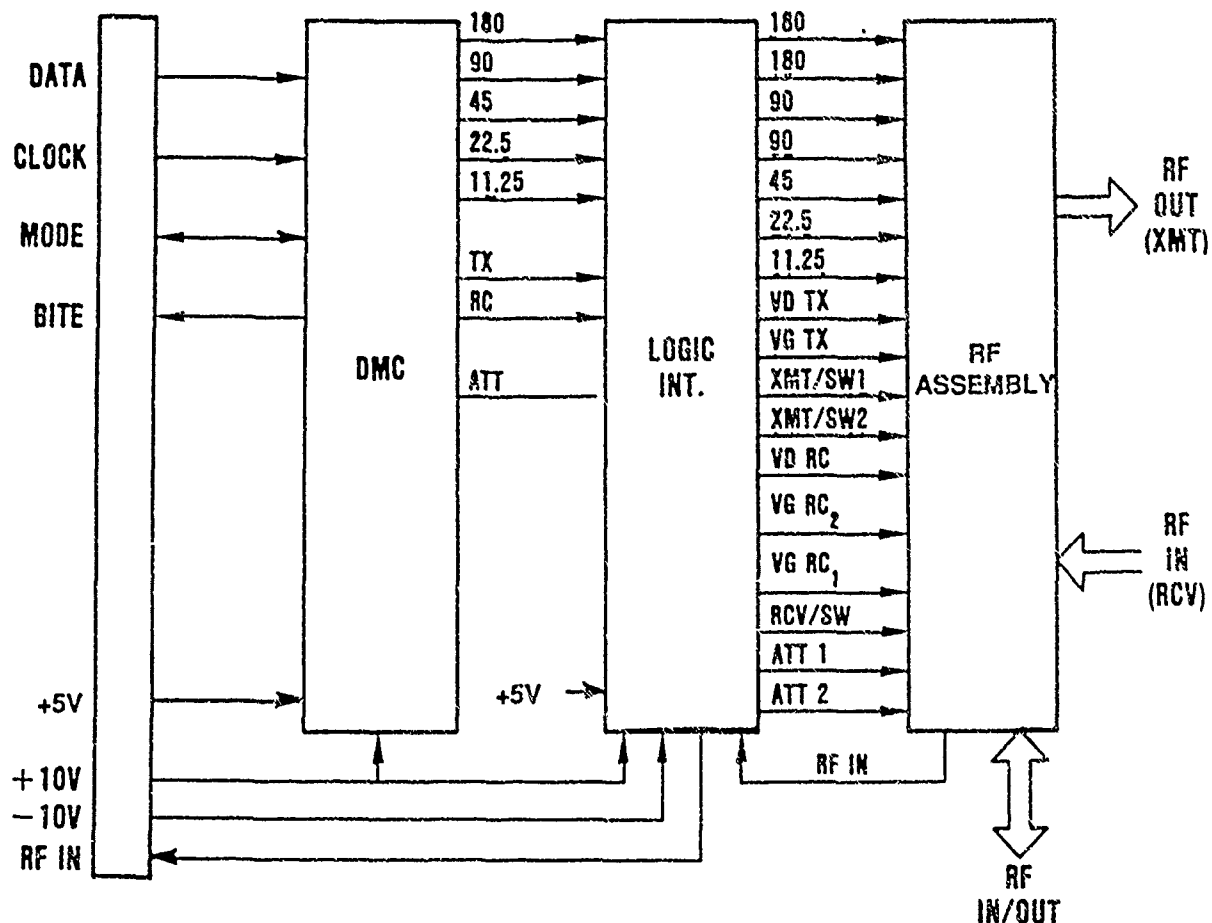 DATA
CLOCK
MODE
BITE
+5V
+10V
−10V
RF IN
DMC
180
90
45
22.5
11.25
TX
RC
ATT
+5V
LOGIC
INT.
180
180
90
90
45
22.5
11.25
VD TX
VG TX
XMT/SW1
XMT/SW2
VD RC
VG RC2
VG RC1
RCV/SW
ATT 1
ATT 2
RF IN
RF
ASSEMBLY
RF
OUT
(XMT)
RF
IN
(RCV)
RF
IN/OUT